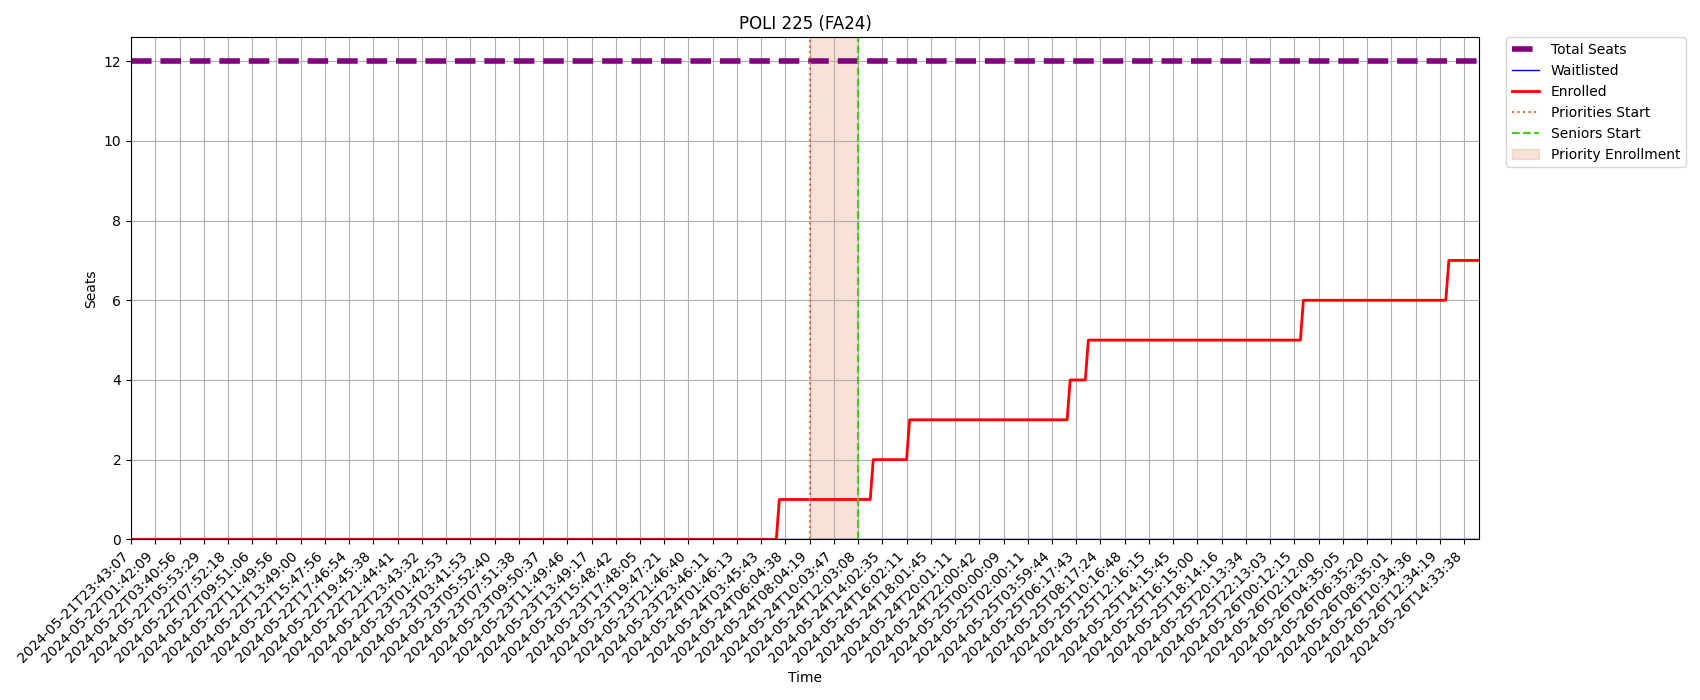 POLI 225 (FA24)
Total Seats
Waitlisted
Enrolled
Priorities Start
Seniors Start
Priority Enrollment
12
10
8
6
4
2
0
Seats
2024-05-21T23:43:07
2024-05-22T01:42:09
2024-05-22T03:40:56
2024-05-22T05:53:29
2024-05-22T07:52:18
2024-05-22T09:51:06
2024-05-22T11:49:56
2024-05-22T13:49:00
2024-05-22T15:47:56
2024-05-22T17:46:54
2024-05-22T19:45:38
2024-05-22T21:44:41
2024-05-22T23:43:32
2024-05-23T01:42:53
2024-05-23T03:41:53
2024-05-23T05:52:40
2024-05-23T07:51:38
2024-05-23T09:50:37
2024-05-23T11:49:46
2024-05-23T13:49:17
2024-05-23T15:48:42
2024-05-23T17:48:05
2024-05-23T19:47:21
2024-05-23T21:46:40
2024-05-23T23:46:11
2024-05-24T01:46:13
2024-05-24T03:45:43
2024-05-24T06:04:38
2024-05-24T08:04:19
2024-05-24T10:03:47
2024-05-24T12:03:08
2024-05-24T14:02:35
2024-05-24T16:02:11
2024-05-24T18:01:45
2024-05-24T20:01:11
2024-05-24T22:00:42
2024-05-25T00:00:09
2024-05-25T02:00:11
2024-05-25T03:59:44
2024-05-25T06:17:43
2024-05-25T08:17:24
2024-05-25T10:16:48
2024-05-25T12:16:15
2024-05-25T14:15:45
2024-05-25T16:15:00
2024-05-25T18:14:16
2024-05-25T20:13:34
2024-05-25T22:13:03
2024-05-26T00:12:15
2024-05-26T02:12:00
2024-05-26T04:35:05
2024-05-26T06:35:20
2024-05-26T08:35:01
2024-05-26T10:34:36
2024-05-26T12:34:19
2024-05-26T14:33:38
Time